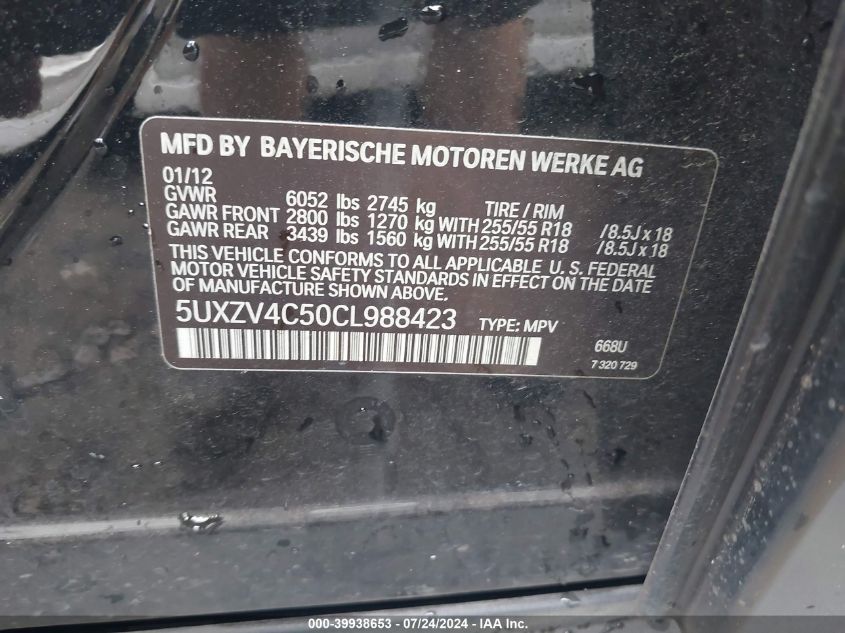 MFD BY BAYERISCHE MOTOREN WERKE AG
01/12
GVWR 6052 lbs 2745 kg TIRE / RIM
GAWR FRONT 2800 lbs 1270 kg WITH 255/55 R18 /8.5J x 18
GAWR REAR 3439 lbs 1560 kg WITH 255/55 R18 /8.5J x 18
THIS VEHICLE CONFORMS TO ALL APPLICABLE U. S. FEDERAL
MOTOR VEHICLE SAFETY STANDARDS IN EFFECT ON THE DATE
OF MANUFACTURE SHOWN ABOVE.
5UXZV4C50CL988423 TYPE: MPV
668U
7 320 729
000-39938653 - 07/24/2024 - IAA Inc.